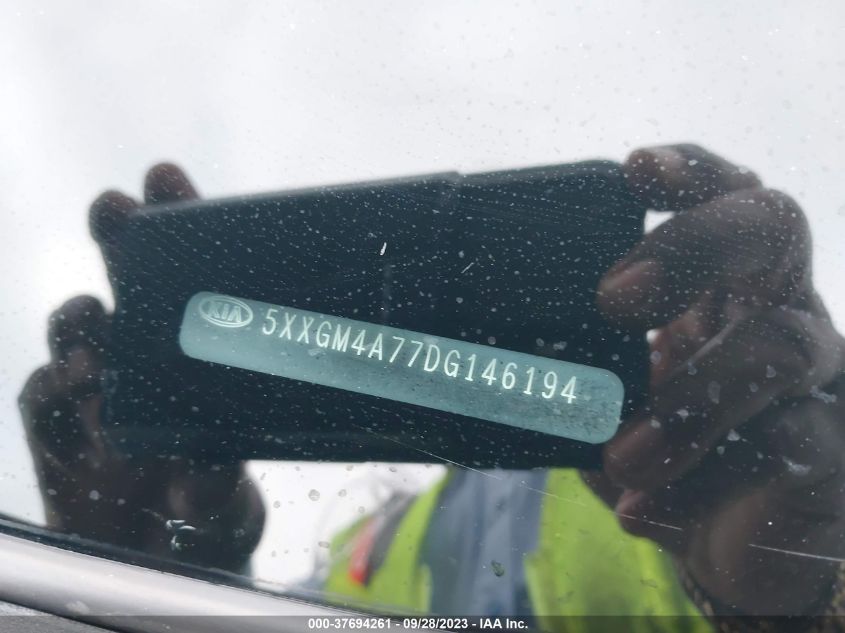 KIA 5XXGM4A77DG146194
000-37694261 - 09/28/2023 - IAA Inc.